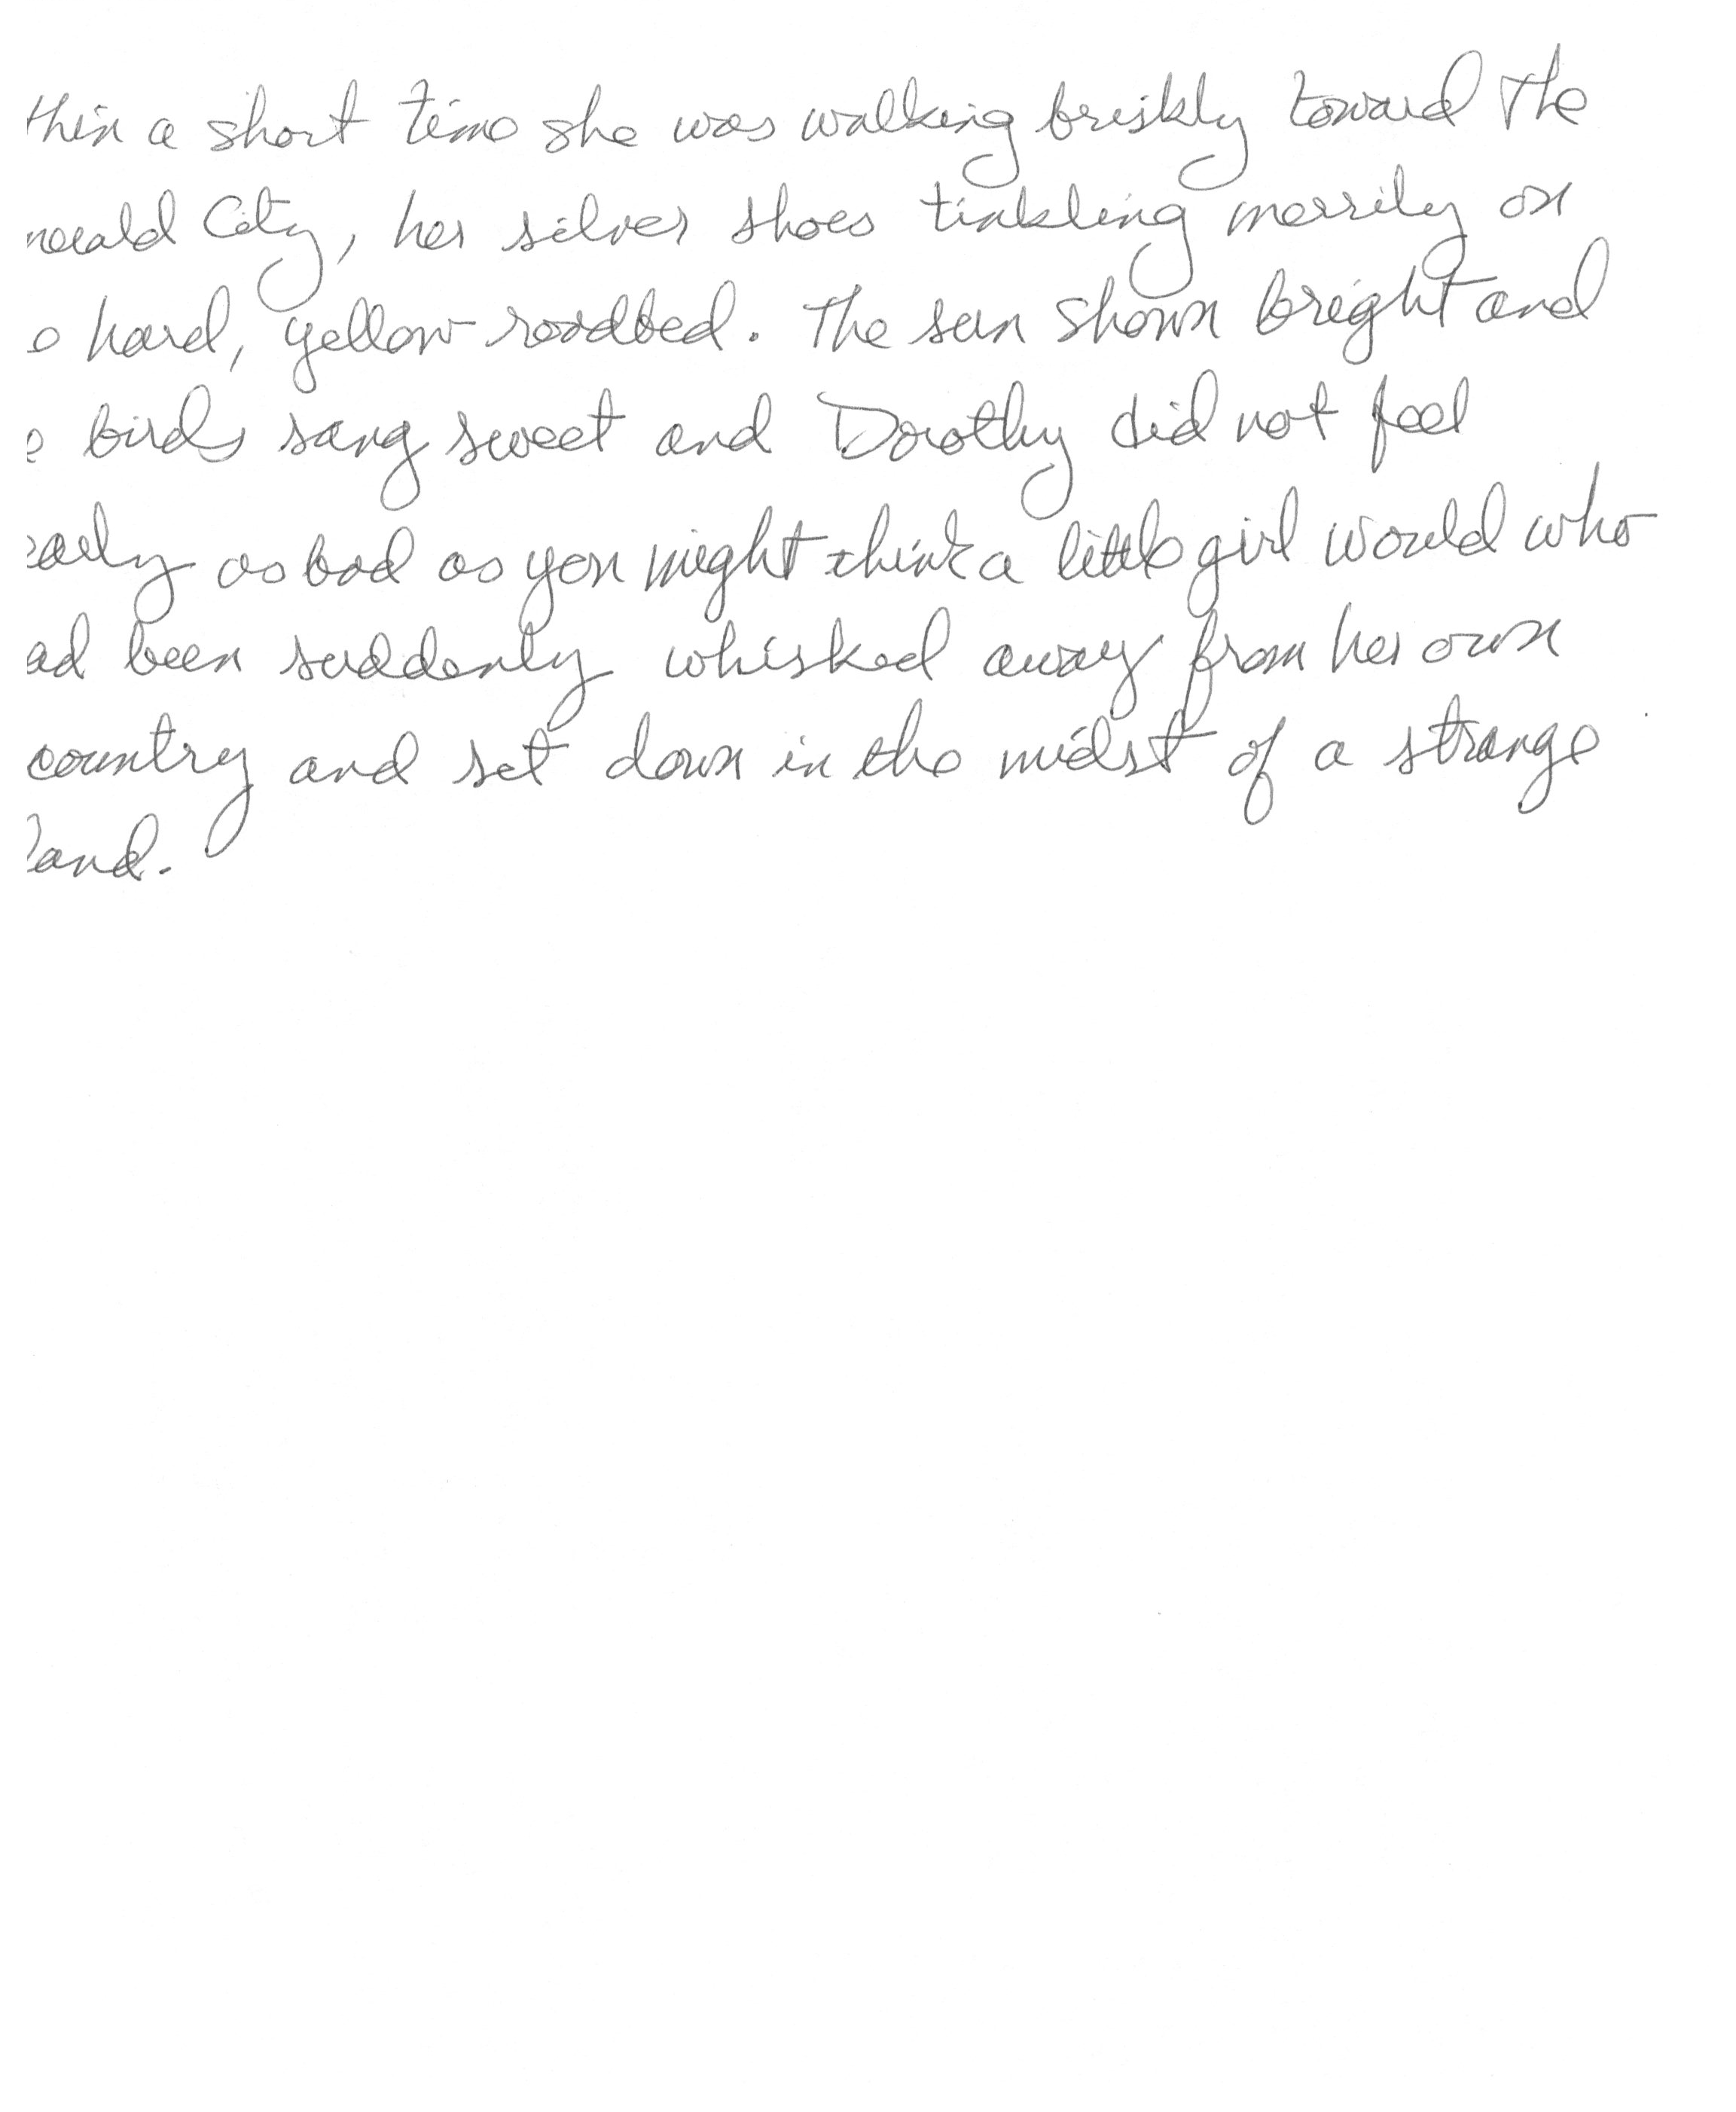 thin a short time she was walking briskly toward the
merald City, her silver shoes tinkling merrily on
e hard, yellow roadbed. The sun shown bright and
e birds sang sweet and Dorothy did not feel
early as bad as you might think a little girl would who
ad been suddenly whisked away from her own
country and set down in the midst of a strange
land.